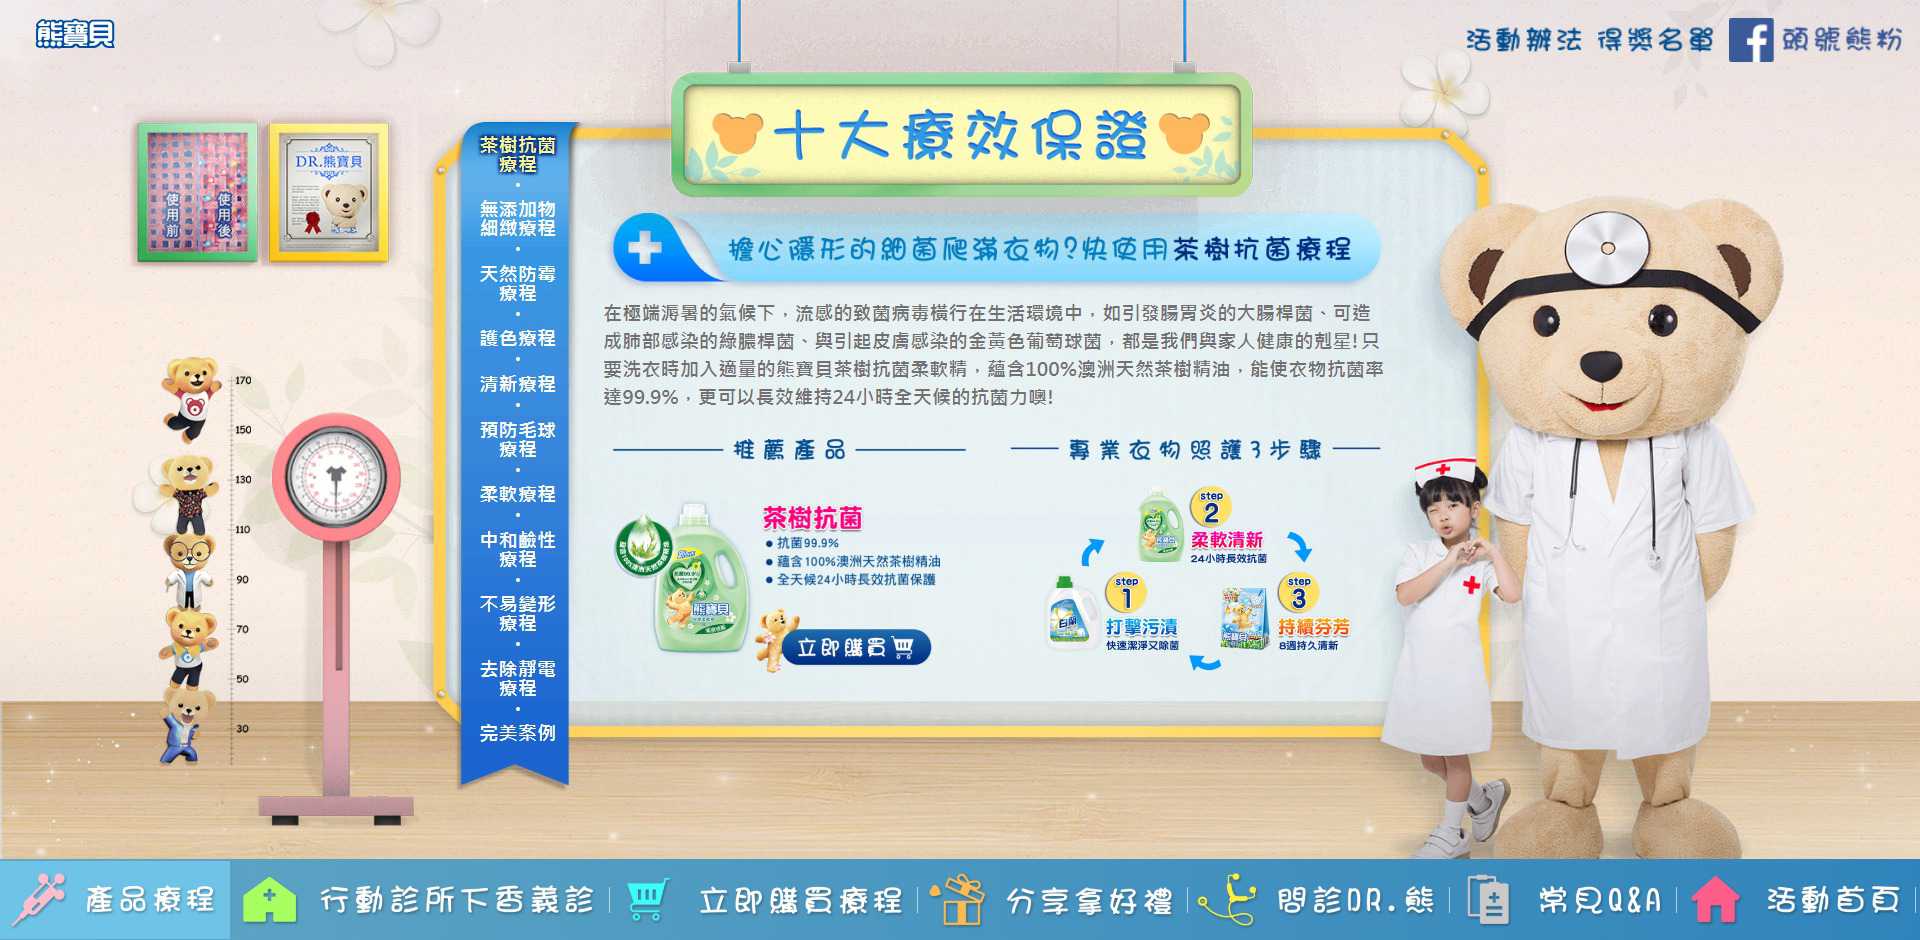 熊寶貝
活動辦法 得獎名單 f 頭號熊粉
十大療效保證
使用前
使用後
DR.熊寶貝
茶樹抗菌
療程
無添加物
細緻療程
天然防霉
療程
護色療程
清新療程
預防毛球
療程
柔軟療程
中和鹼性
療程
不易變形
療程
去除靜電
療程
完美案例
擔心隱形的細菌爬滿衣物?快使用茶樹抗菌療程
在極端溽暑的氣候下，流感的致菌病毒橫行在生活環境中，如引發腸胃炎的大腸桿菌、可造
成肺部感染的綠膿桿菌、與引起皮膚感染的金黃色葡萄球菌，都是我們與家人健康的剋星!只
要洗衣時加入適量的熊寶貝茶樹抗菌柔軟精，蘊含100%澳洲天然茶樹精油，能使衣物抗菌率
達99.9%，更可以長效維持24小時全天候的抗菌力噢!
推薦產品
熊寶貝
茶樹抗菌
抗菌99.9%
蘊含100%澳洲天然茶樹精油
全天候24小時長效抗菌保護
立即購買
專業衣物照護3步驟
step
2
柔軟清新
24小時長效抗菌
白蘭
step
1
打擊污漬
快速潔淨又除菌
熊寶貝
step
3
持續芬芳
8週持久清新
170
150
130
110
90
70
50
30
產品療程
行動診所下香義診
立即購買療程
分享拿好禮
問診DR.熊
常見Q&A
活動首頁